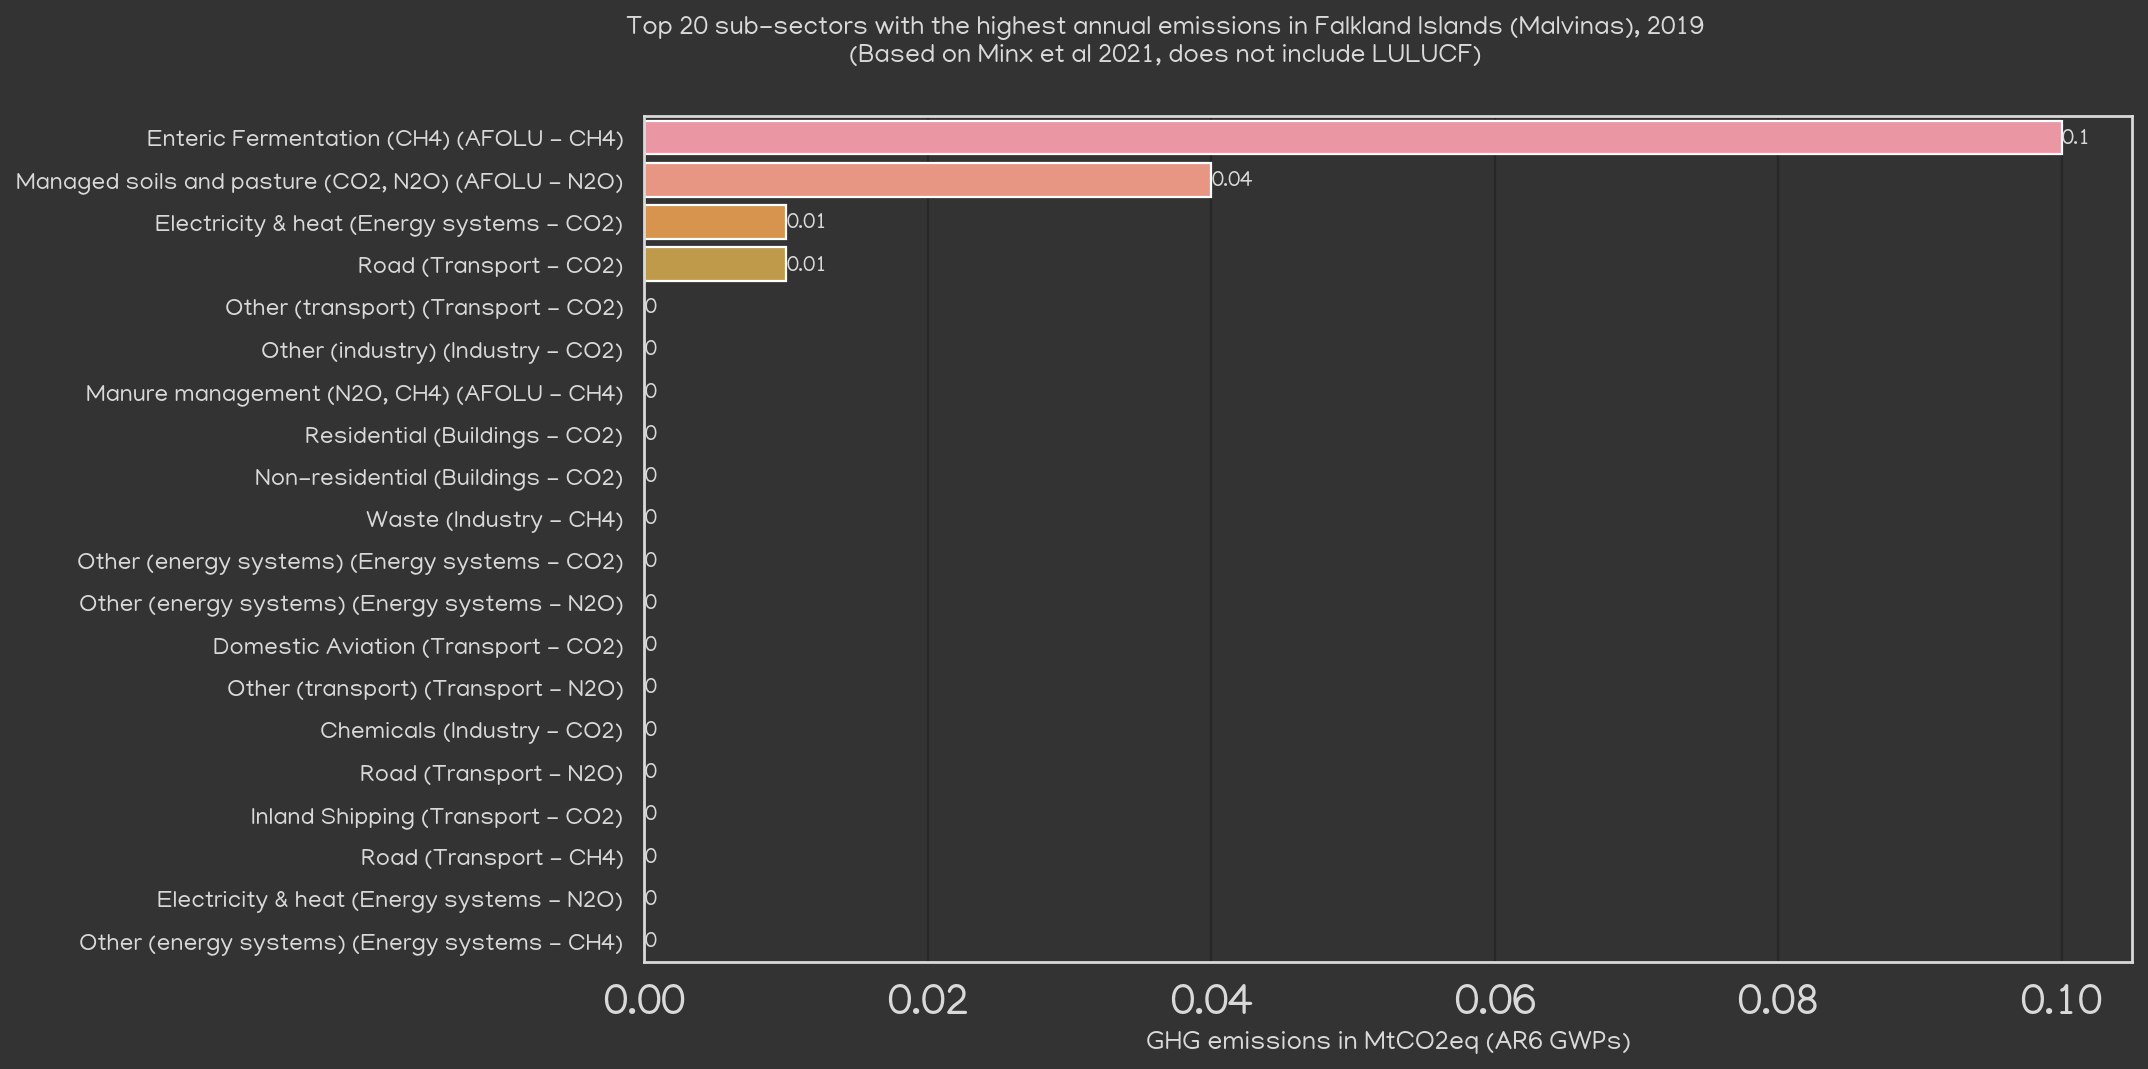 Top 20 sub-sectors with the highest annual emissions in Falkland Islands (Malvinas), 2019
(Based on Minx et al 2021, does not include LULUCF)
Enteric Fermentation (CH4) (AFOLU - CH4) 0.1
Managed soils and pasture (CO2, N2O) (AFOLU - N2O) 0.04
Electricity & heat (Energy systems - CO2) 0.01
Road (Transport - CO2) 0.01
Other (transport) (Transport - CO2) 0
Other (industry) (Industry - CO2) 0
Manure management (N2O, CH4) (AFOLU - CH4) 0
Residential (Buildings - CO2) 0
Non-residential (Buildings - CO2) 0
Waste (Industry - CH4) 0
Other (energy systems) (Energy systems - CO2) 0
Other (energy systems) (Energy systems - N2O) 0
Domestic Aviation (Transport - CO2) 0
Other (transport) (Transport - N2O) 0
Chemicals (Industry - CO2) 0
Road (Transport - N2O) 0
Inland Shipping (Transport - CO2) 0
Road (Transport - CH4) 0
Electricity & heat (Energy systems - N2O) 0
Other (energy systems) (Energy systems - CH4) 0
0.00 0.02 0.04 0.06 0.08 0.10
GHG emissions in MtCO2eq (AR6 GWPs)